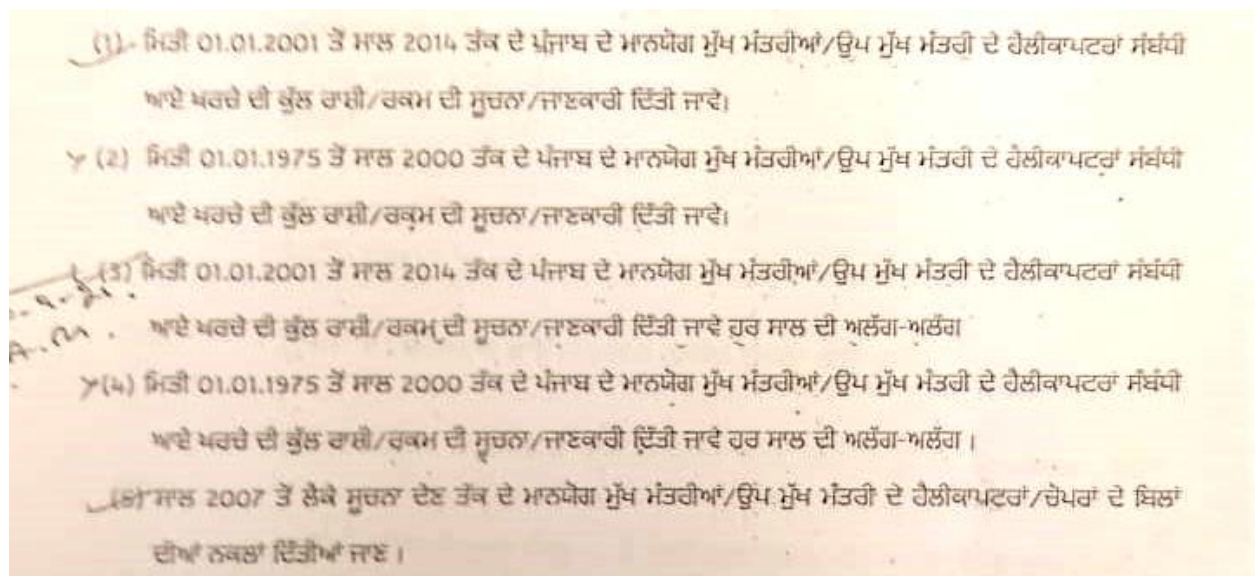 (1) ਮਿਤੀ 01.01.2001 ਤੋਂ ਸਾਲ 2014 ਤੱਕ ਦੇ ਪੰਜਾਬ ਦੇ ਮਾਨਯੋਗ ਮੁੱਖ ਮੰਤਰੀਆਂ/ਉਪ ਮੁੱਖ ਮੰਤਰੀ ਦੇ ਹੈਲੀਕਾਪਟਰਾਂ ਸੰਬੰਧੀ
ਆਏ ਖਰਚੇ ਦੀ ਕੁੱਲ ਰਾਸ਼ੀ/ਰਕਮ ਦੀ ਸੂਚਨਾ/ਜਾਣਕਾਰੀ ਦਿੱਤੀ ਜਾਵੇ।
(2) ਮਿਤੀ 01.01.1975 ਤੋਂ ਸਾਲ 2000 ਤੱਕ ਦੇ ਪੰਜਾਬ ਦੇ ਮਾਨਯੋਗ ਮੁੱਖ ਮੰਤਰੀਆਂ/ਉਪ ਮੁੱਖ ਮੰਤਰੀ ਦੇ ਹੈਲੀਕਾਪਟਰਾਂ ਸੰਬੰਧੀ
ਆਏ ਖਰਚੇ ਦੀ ਕੁੱਲ ਰਾਸ਼ੀ/ਰਕਮ ਦੀ ਸੂਚਨਾ/ਜਾਣਕਾਰੀ ਦਿੱਤੀ ਜਾਵੇ।
(3) ਮਿਤੀ 01.01.2001 ਤੋਂ ਸਾਲ 2014 ਤੱਕ ਦੇ ਪੰਜਾਬ ਦੇ ਮਾਨਯੋਗ ਮੁੱਖ ਮੰਤਰੀਆਂ/ਉਪ ਮੁੱਖ ਮੰਤਰੀ ਦੇ ਹੈਲੀਕਾਪਟਰਾਂ ਸੰਬੰਧੀ
ਆਏ ਖਰਚੇ ਦੀ ਕੁੱਲ ਰਾਸ਼ੀ/ਰਕਮ ਦੀ ਸੂਚਨਾ/ਜਾਣਕਾਰੀ ਦਿੱਤੀ ਜਾਵੇ ਹਰ ਸਾਲ ਦੀ ਅਲੱਗ-ਅਲੱਗ
(4) ਮਿਤੀ 01.01.1975 ਤੋਂ ਸਾਲ 2000 ਤੱਕ ਦੇ ਪੰਜਾਬ ਦੇ ਮਾਨਯੋਗ ਮੁੱਖ ਮੰਤਰੀਆਂ/ਉਪ ਮੁੱਖ ਮੰਤਰੀ ਦੇ ਹੈਲੀਕਾਪਟਰਾਂ ਸੰਬੰਧੀ
ਆਏ ਖਰਚੇ ਦੀ ਕੁੱਲ ਰਾਸ਼ੀ/ਰਕਮ ਦੀ ਸੂਚਨਾ/ਜਾਣਕਾਰੀ ਦਿੱਤੀ ਜਾਵੇ ਹਰ ਸਾਲ ਦੀ ਅਲੱਗ-ਅਲੱਗ ।
ਸਾਲ 2007 ਤੋਂ ਲੈਕੇ ਸੂਚਨਾ ਦੇਣ ਤੱਕ ਦੇ ਮਾਨਯੋਗ ਮੁੱਖ ਮੰਤਰੀਆਂ/ਉਪ ਮੁੱਖ ਮੰਤਰੀ ਦੇ ਹੈਲੀਕਾਪਟਰਾਂ/ਚੋਪਰਾਂ ਦੇ ਬਿਲਾਂ
ਦੀਆਂ ਨਕਲਾਂ ਦਿੱਤੀਆਂ ਜਾਣ ।